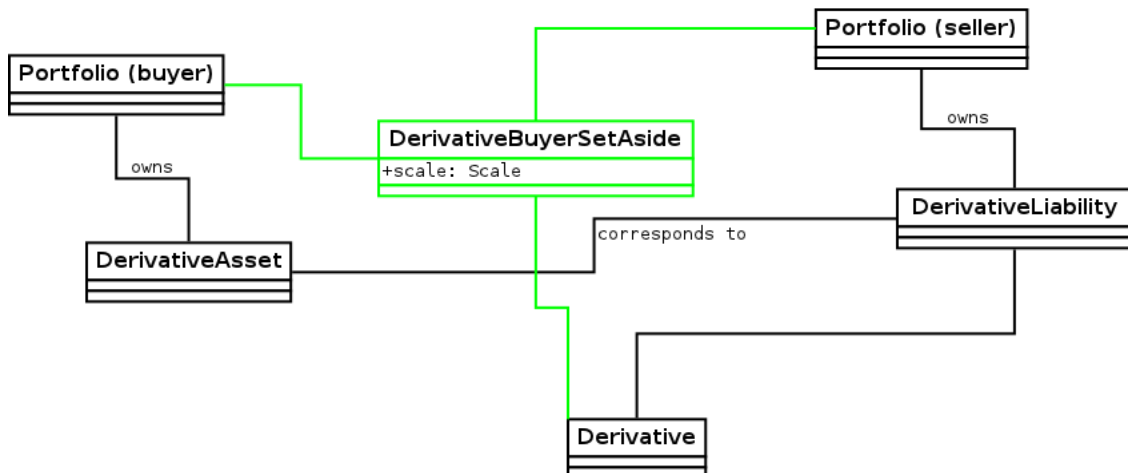 Portfolio (seller)
Portfolio (buyer)
owns
DerivativeBuyerSetAside
+scale: Scale
owns
DerivativeLiability
corresponds to
DerivativeAsset
Derivative